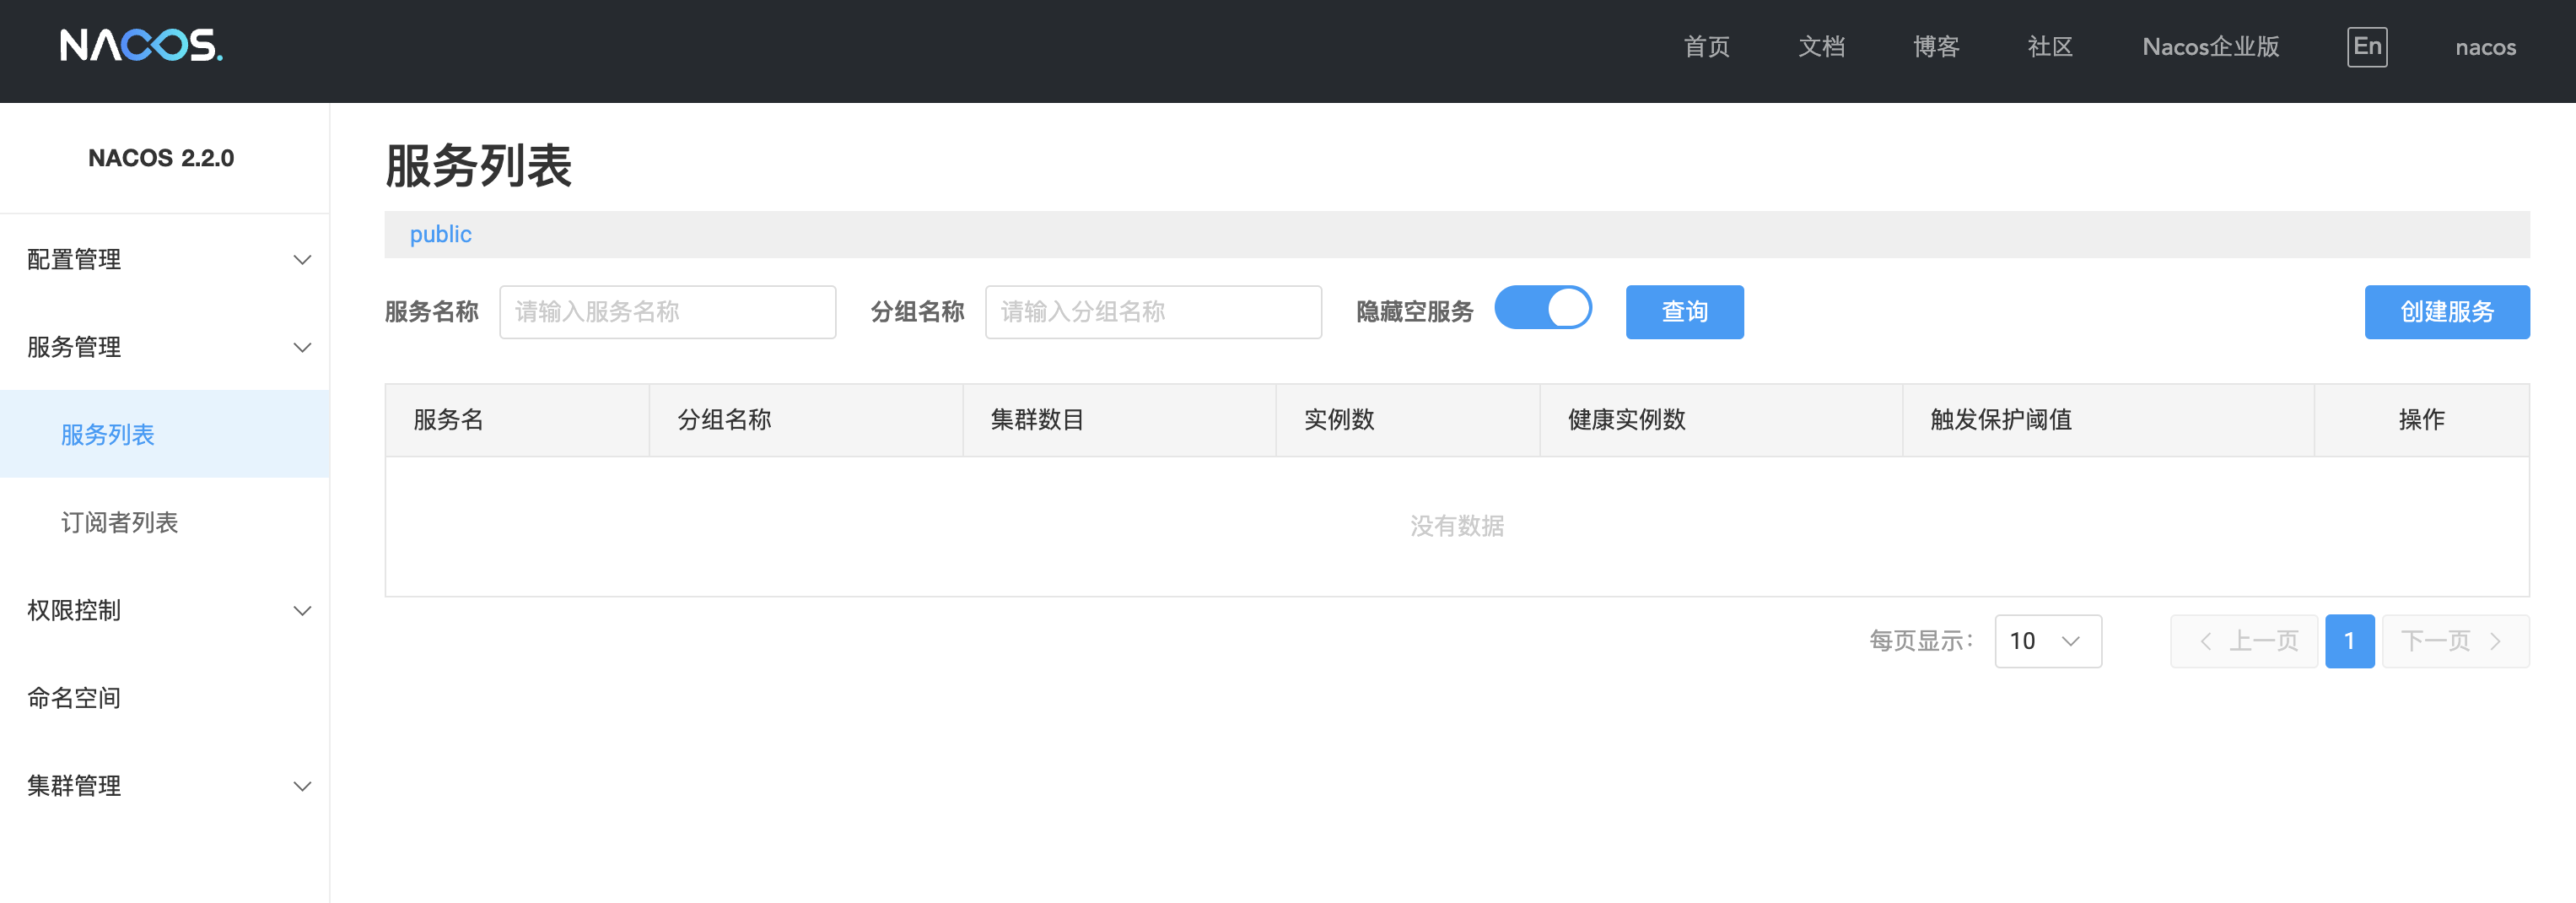 NACOS.
首页 文档 博客 社区 Nacos企业版 En nacos
NACOS 2.2.0
配置管理
服务管理
服务列表
订阅者列表
权限控制
命名空间
集群管理
服务列表
public
服务名称 请输入服务名称 分组名称 请输入分组名称 隐藏空服务 查询 创建服务
服务名 分组名称 集群数目 实例数 健康实例数 触发保护阈值 操作
没有数据
每页显示: 10 上一页 1 下一页